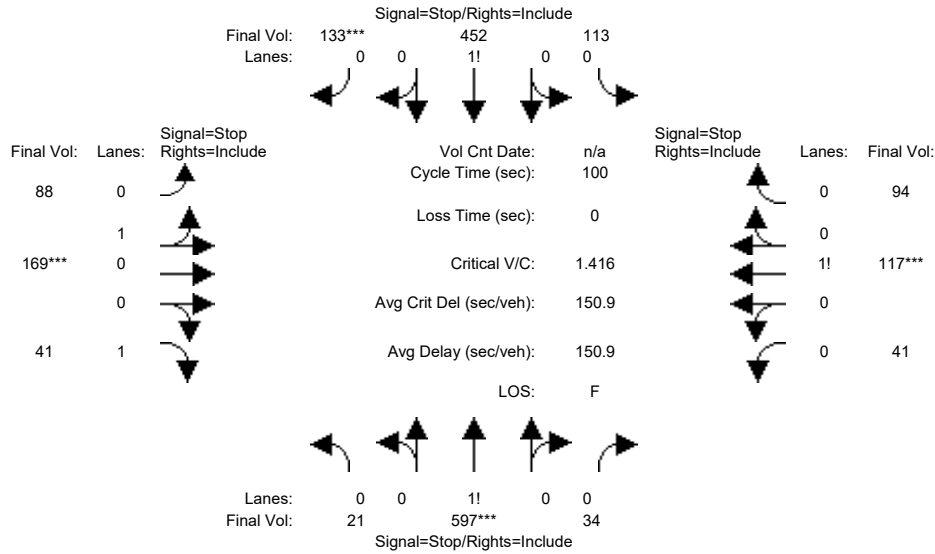 Signal=Stop/Rights=Include
Final Vol: 133*** 452 113
Lanes: 0 0 1! 0 0
Signal=Stop Signal=Stop
Final Vol: Lanes: Rights=Include Vol Cnt Date: n/a Rights=Include Lanes: Final Vol:
Cycle Time (sec): 100
88 0 0 94
Loss Time (sec): 0
1 0
169*** 0 Critical V/C: 1.416 1! 117***
0 Avg Crit Del (sec/veh): 150.9 0
41 1 Avg Delay (sec/veh): 150.9 0 41
LOS: F
Lanes: 0 0 1! 0 0
Final Vol: 21 597*** 34
Signal=Stop/Rights=Include